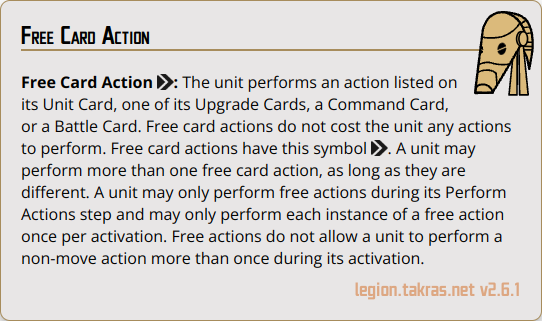 Free Card Action
Free Card Action: The unit performs an action listed on
its Unit Card, one of its Upgrade Cards, a Command Card,
or a Battle Card. Free card actions do not cost the unit any actions
to perform. Free card actions have this symbol . A unit may
perform more than one free card action, as long as they are
different. A unit may only perform free actions during its Perform
Actions step and may only perform each instance of a free action
once per activation. Free actions do not allow a unit to perform a
non-move action more than once during its activation.
legion.takras.net v2.6.1